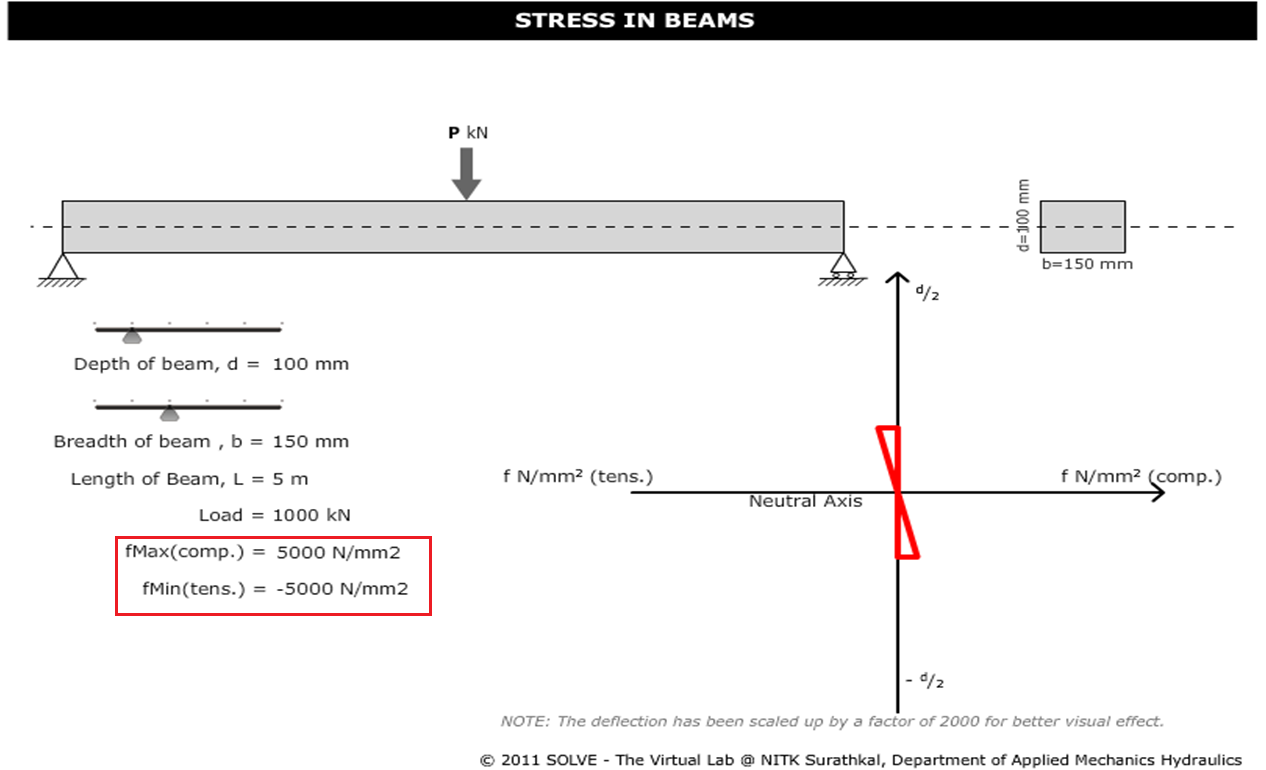 STRESS IN BEAMS
P kN
d=100 mm
b=150 mm
d/2
Depth of beam, d = 100 mm
Breadth of beam , b = 150 mm
Length of Beam, L = 5 m
Load = 1000 kN
fMax(comp.) = 5000 N/mm2
fMin(tens.) = -5000 N/mm2
f N/mm² (tens.)
f N/mm² (comp.)
Neutral Axis
- d/2
NOTE: The deflection has been scaled up by a factor of 2000 for better visual effect.
© 2011 SOLVE - The Virtual Lab @ NITK Surathkal, Department of Applied Mechanics Hydraulics